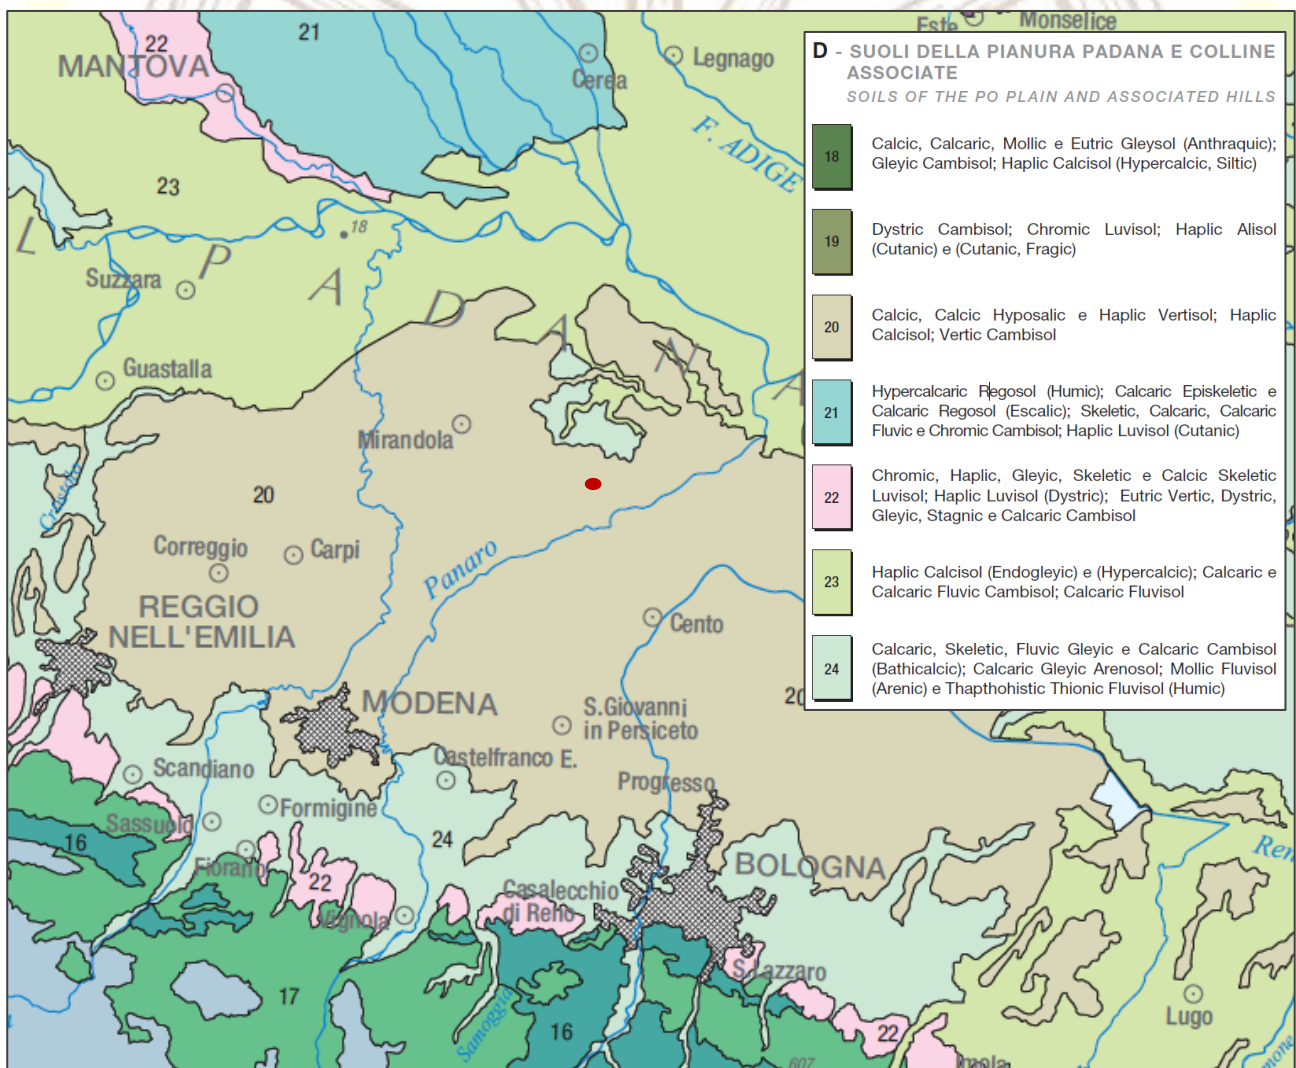 22
21
Este
Monselice
MANTOVA
Cerea
Legnago
F. ADIGE
23
L
P
A
D
A
N
A
18
Suzzara
Guastalla
Mirandola
Crostolo
20
Correggio
Carpi
Panaro
REGGIO
NELL'EMILIA
Cento
MODENA
S.Giovanni
in Persiceto
20
Castelfranco E.
Scandiano
Progresso
Formigine
Sassuolo
16
24
Fiorano
22
BOLOGNA
Casalecchio
di Reno
Vignola
S.Lazzaro
17
Samoggia
16
22
Lugo
607
Imola
Ren
mone
D - SUOLI DELLA PIANURA PADANA E COLLINE
ASSOCIATE
SOILS OF THE PO PLAIN AND ASSOCIATED HILLS
18
Calcic, Calcaric, Mollic e Eutric Gleysol (Anthraquic);
Gleyic Cambisol; Haplic Calcisol (Hypercalcic, Siltic)
19
Dystric Cambisol; Chromic Luvisol; Haplic Alisol
(Cutanic) e (Cutanic, Fragic)
20
Calcic, Calcic Hyposalic e Haplic Vertisol; Haplic
Calcisol; Vertic Cambisol
21
Hypercalcaric Regosol (Humic); Calcaric Episkeletic e
Calcaric Regosol (Escalic); Skeletic, Calcaric, Calcaric
Fluvic e Chromic Cambisol; Haplic Luvisol (Cutanic)
22
Chromic, Haplic, Gleyic, Skeletic e Calcic Skeletic
Luvisol; Haplic Luvisol (Dystric); Eutric Vertic, Dystric,
Gleyic, Stagnic e Calcaric Cambisol
23
Haplic Calcisol (Endogleyic) e (Hypercalcic); Calcaric e
Calcaric Fluvic Cambisol; Calcaric Fluvisol
24
Calcaric, Skeletic, Fluvic Gleyic e Calcaric Cambisol
(Bathicalcic); Calcaric Gleyic Arenosol; Mollic Fluvisol
(Arenic) e Thapthohistic Thionic Fluvisol (Humic)